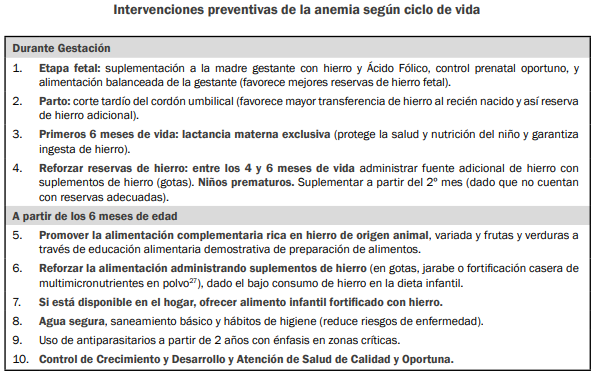 Intervenciones preventivas de la anemia según ciclo de vida
Durante Gestación
1. Etapa fetal: suplementación a la madre gestante con hierro y Ácido Fólico, control prenatal oportuno, y
alimentación balanceada de la gestante (favorece mejores reservas de hierro fetal).
2. Parto: corte tardío del cordón umbilical (favorece mayor transferencia de hierro al recién nacido y así reserva
de hierro adicional).
3. Primeros 6 meses de vida: lactancia materna exclusiva (protege la salud y nutrición del niño y garantiza
ingesta de hierro).
4. Reforzar reservas de hierro: entre los 4 y 6 meses de vida administrar fuente adicional de hierro con
suplementos de hierro (gotas). Niños prematuros. Suplementar a partir del 2º mes (dado que no cuentan
con reservas adecuadas).
A partir de los 6 meses de edad
5. Promover la alimentación complementaria rica en hierro de origen animal, variada y frutas y verduras a
través de educación alimentaria demostrativa de preparación de alimentos.
6. Reforzar la alimentación administrando suplementos de hierro (en gotas, jarabe o fortificación casera de
multimicronutrientes en polvo27), dado el bajo consumo de hierro en la dieta infantil.
7. Si está disponible en el hogar, ofrecer alimento infantil fortificado con hierro.
8. Agua segura, saneamiento básico y hábitos de higiene (reduce riesgos de enfermedad).
9. Uso de antiparasitarios a partir de 2 años con énfasis en zonas críticas.
10. Control de Crecimiento y Desarrollo y Atención de Salud de Calidad y Oportuna.